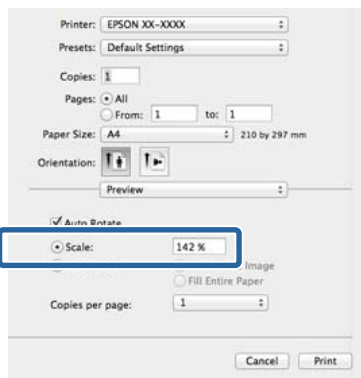 Printer: EPSON XX-XXXX
Presets: Default Settings
Copies: 1
Pages: All
From: 1 to: 1
Paper Size: A4 210 by 297 mm
Orientation:
Preview
Auto Rotate
Scale: 142 %
Image
Fill Entire Paper
Copies per page: 1
Cancel Print